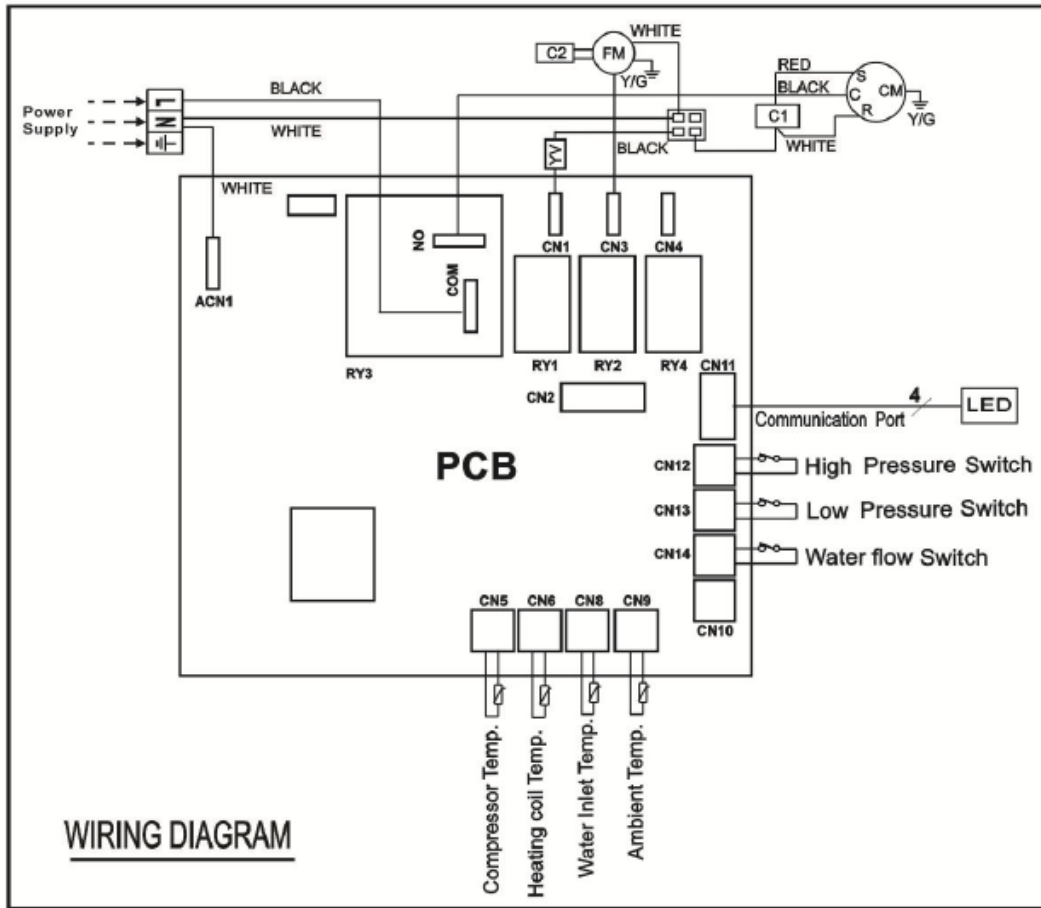 WHITE
C2
FM
Y/G
RED
BLACK
S
C
R
CM
Y/G
C1
WHITE
Power
Supply
L
N
BLACK
WHITE
BLACK
YV
WHITE
ACN1
NO
COM
RY3
CN1
CN3
CN4
RY1
RY2
RY4
CN2
CN11
4
LED
Communication Port
PCB
CN12
High Pressure Switch
CN13
Low Pressure Switch
CN14
Water flow Switch
CN10
CN5
CN6
CN8
CN9
Compressor Temp.
Heating coil Temp.
Water Inlet Temp.
Ambient Temp.
WIRING DIAGRAM